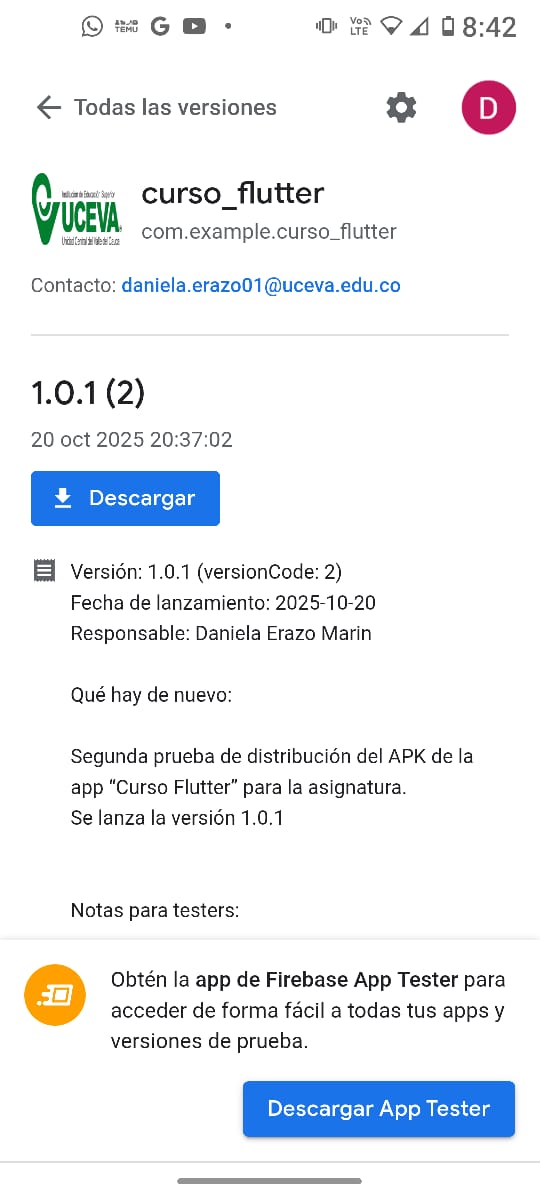 TEMU
G
Vo
LTE
8:42
Todas las versiones
D
Institución de Educación Superior
UCEVA
Unidad Central del Valle del Cauca
curso_flutter
com.example.curso_flutter
Contacto: daniela.erazo01@uceva.edu.co
1.0.1 (2)
20 oct 2025 20:37:02
Descargar
Versión: 1.0.1 (versionCode: 2)
Fecha de lanzamiento: 2025-10-20
Responsable: Daniela Erazo Marin
Qué hay de nuevo:
Segunda prueba de distribución del APK de la
app “Curso Flutter” para la asignatura.
Se lanza la versión 1.0.1
Notas para testers:
Obtén la app de Firebase App Tester para
acceder de forma fácil a todas tus apps y
versiones de prueba.
Descargar App Tester